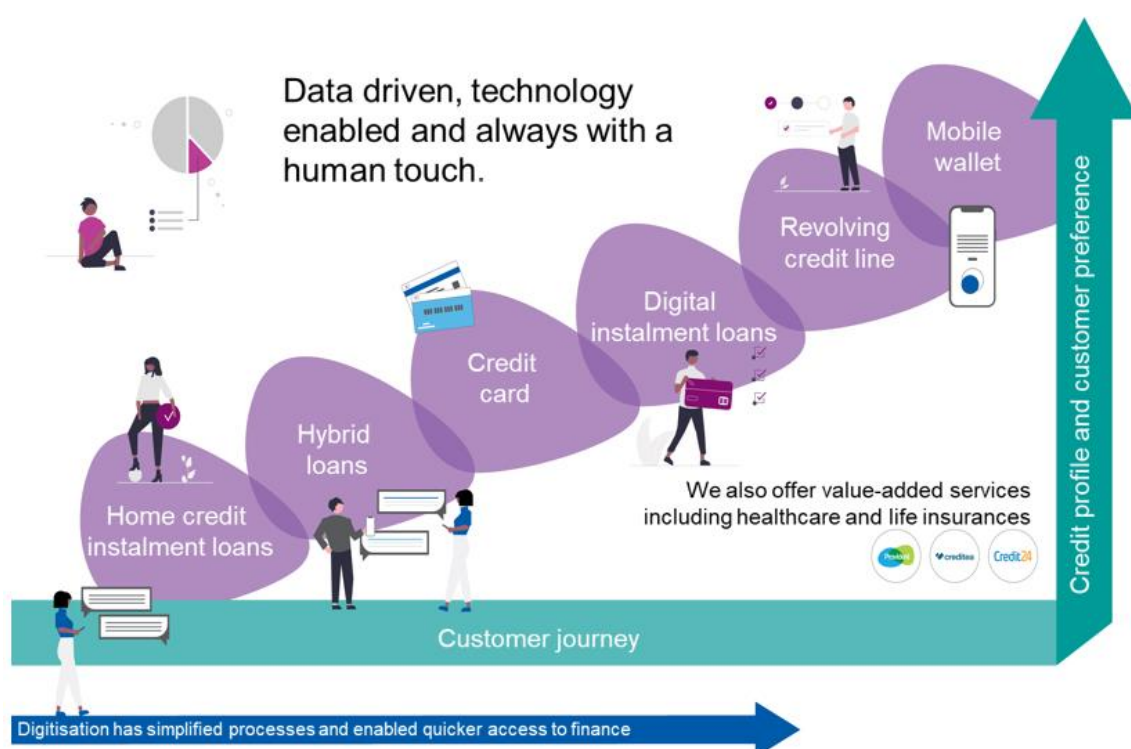 Data driven, technology
enabled and always with a
human touch.
Mobile
wallet
Revolving
credit line
Digital
instalment loans
Credit
card
Hybrid
loans
Home credit
instalment loans
We also offer value-added services
including healthcare and life insurances
Provident
creditea
Credit24
Customer journey
Credit profile and customer preference
Digitisation has simplified processes and enabled quicker access to finance